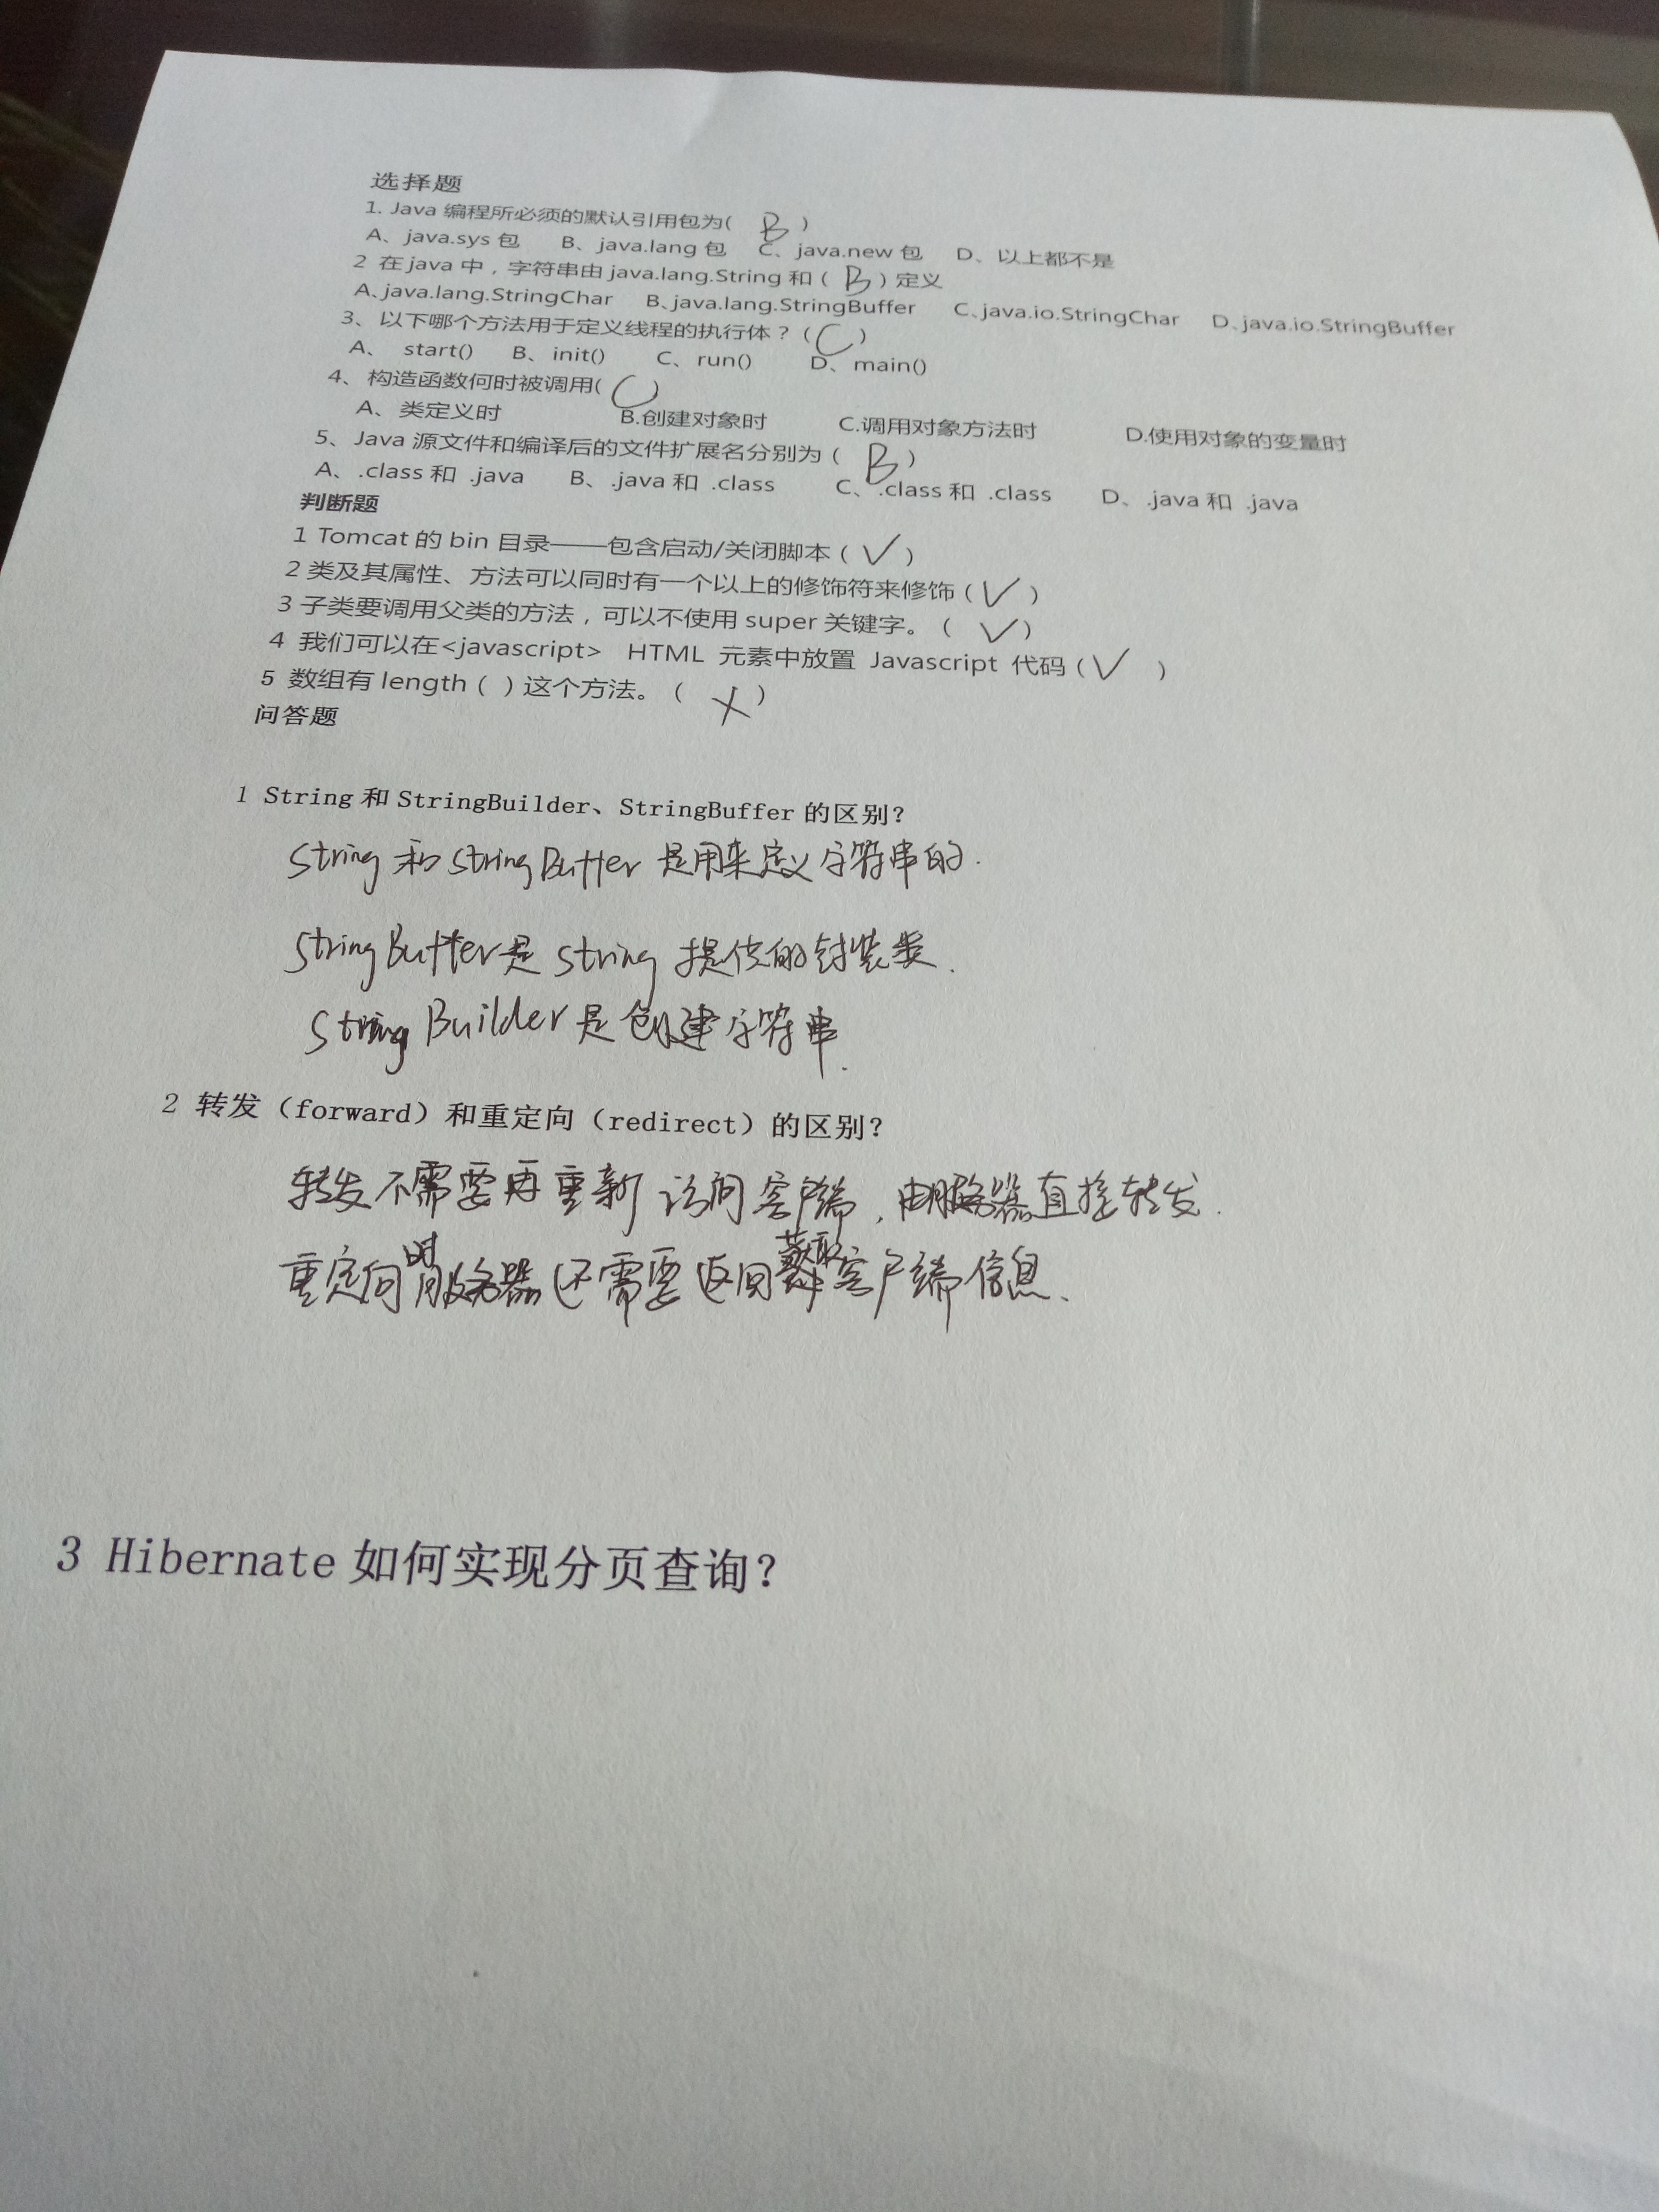 选择题
1. Java 编程所必须的默认引用包为( B )
A、java.sys 包 B、java.lang 包 C、java.new 包 D、以上都不是
2 在java 中，字符串由 java.lang.String 和（ B ）定义
A、java.lang.StringChar B、java.lang.StringBuffer C、java.io.StringChar D、java.io.StringBuffer
3、以下哪个方法用于定义线程的执行体？（ C ）
A、 start() B、init() C、run() D、main()
4、构造函数何时被调用( C )
A、类定义时 B.创建对象时 C.调用对象方法时 D.使用对象的变量时
5、Java 源文件和编译后的文件扩展名分别为（ B ）
A、.class 和 .java B、.java 和 .class C、.class 和 .class D、.java 和 .java
判断题
1 Tomcat 的 bin 目录——包含启动/关闭脚本（ ✓ ）
2 类及其属性、方法可以同时有一个以上的修饰符来修饰（ ✓ ）
3 子类要调用父类的方法，可以不使用 super 关键字。（ ✓ ）
4 我们可以在<javascript> HTML 元素中放置 Javascript 代码（ ✓ ）
5 数组有 length（ ）这个方法。（ ✗ ）
问答题
1 String 和 StringBuilder、StringBuffer 的区别？
String 和 StringBuffer 是用来定义字符串的.
StringBuffer是 string 提供的封装类.
String Builder 是创建字符串.
2 转发（forward）和重定向（redirect）的区别？
转发不需要再重新访问客户端，由服务器直接转发.
重定向时服务器还需要返回获取客户端信息、
3 Hibernate 如何实现分页查询？